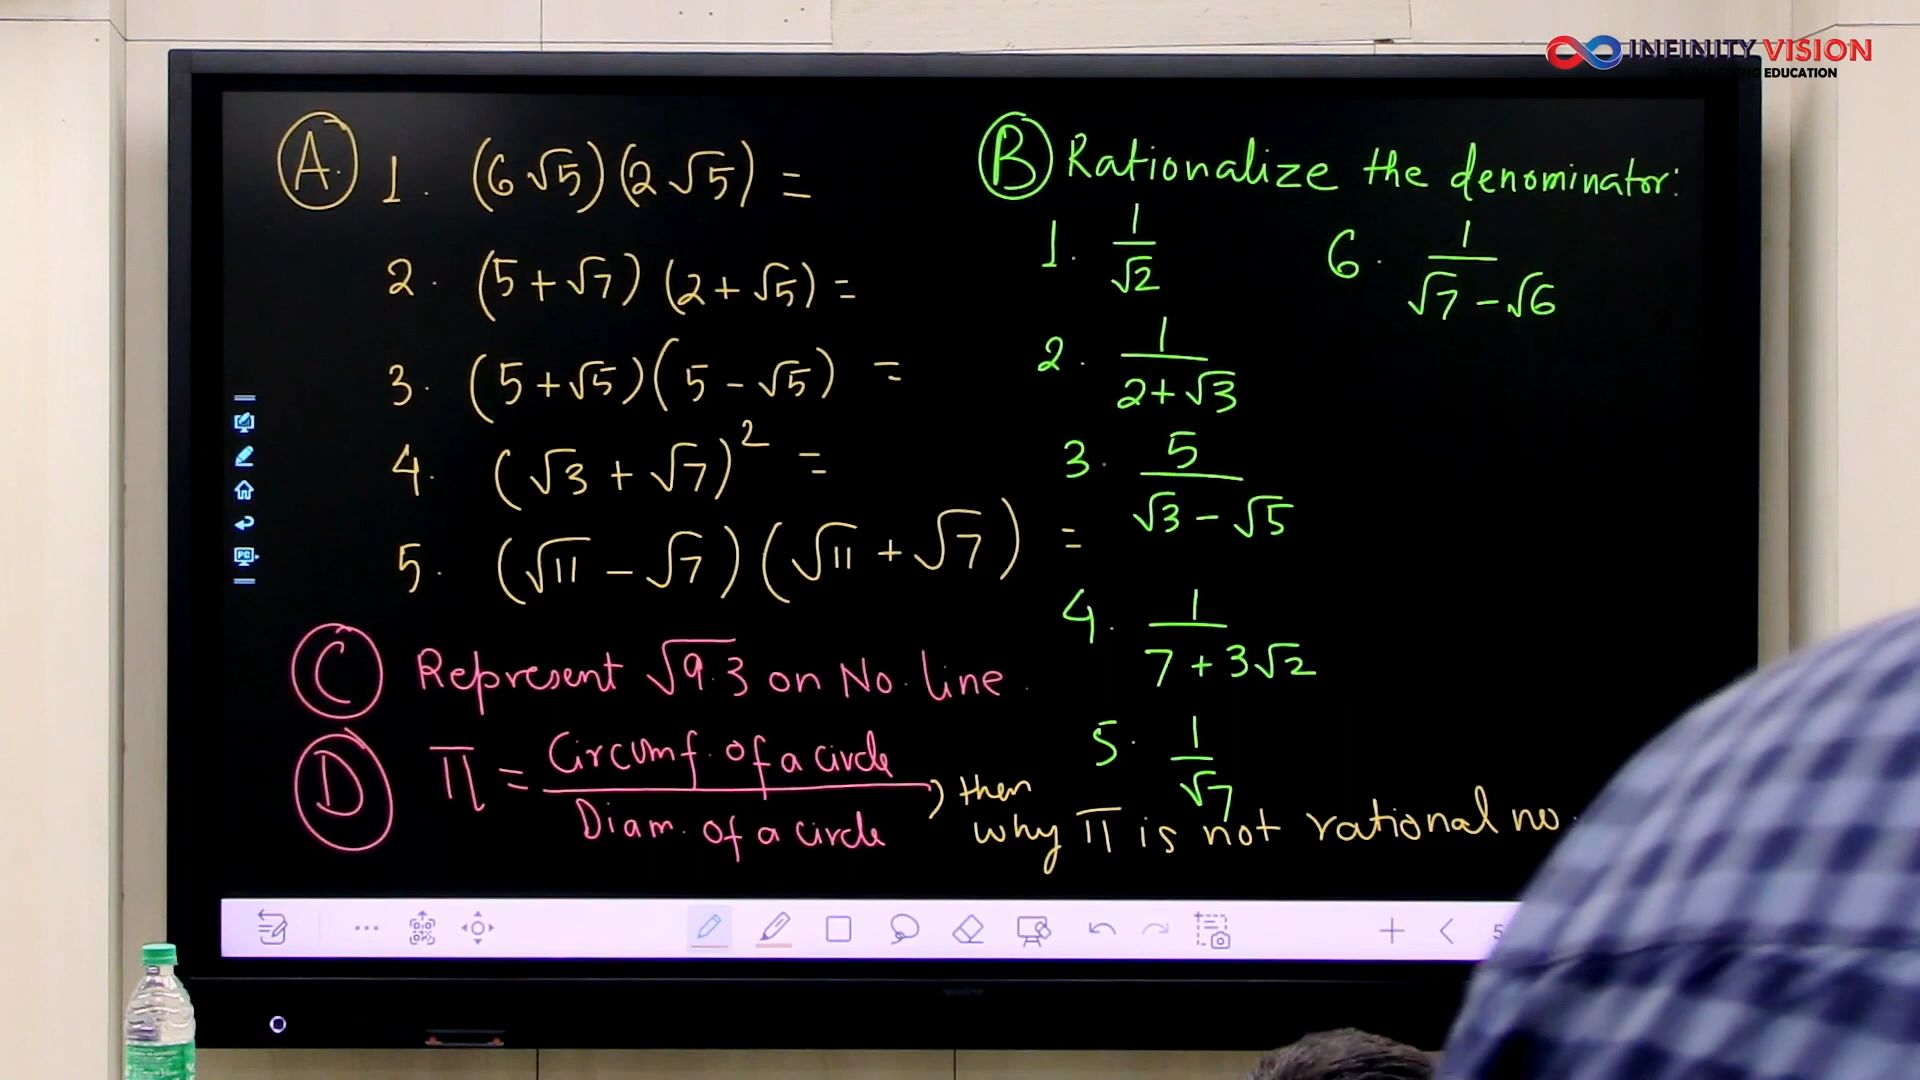 INFINITY VISION
EDUCATION
A. 1. (6√5)(2√5) =
2. (5+√7)(2+√5) =
3. (5+√5)(5-√5) =
4. (√3+√7)² =
5. (√11-√7)(√11+√7) =
B Rationalize the denominator:
1. 1/√2
2. 1/(2+√3)
3. 5/(√3-√5)
4. 1/(7+3√2)
5. 1/√7
6. 1/(√7-√6)
C Represent √9.3 on No. line.
D π = Circumf. of a circle / Diam. of a circle, then
why π is not rational no.
5